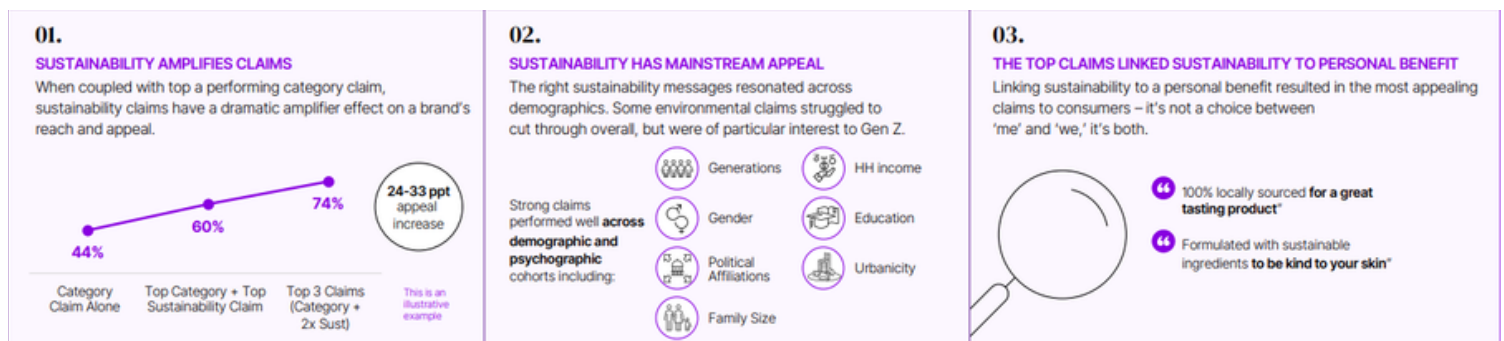 01.
SUSTAINABILITY AMPLIFIES CLAIMS
When coupled with top a performing category claim,
sustainability claims have a dramatic amplifier effect on a brand's
reach and appeal.
44%
60%
74%
24-33 ppt
appeal
increase
Category
Claim Alone
Top Category + Top
Sustainability Claim
Top 3 Claims
(Category +
2x Sust)
This is an
illustrative
example
02.
SUSTAINABILITY HAS MAINSTREAM APPEAL
The right sustainability messages resonated across
demographics. Some environmental claims struggled to
cut through overall, but were of particular interest to Gen Z.
Strong claims
performed well across
demographic and
psychographic
cohorts including:
Generations
Gender
Political
Affiliations
Family Size
HH income
Education
Urbanicity
03.
THE TOP CLAIMS LINKED SUSTAINABILITY TO PERSONAL BENEFIT
Linking sustainability to a personal benefit resulted in the most appealing
claims to consumers – it's not a choice between
'me' and 'we,' it's both.
“ 100% locally sourced for a great
tasting product”
“ Formulated with sustainable
ingredients to be kind to your skin”